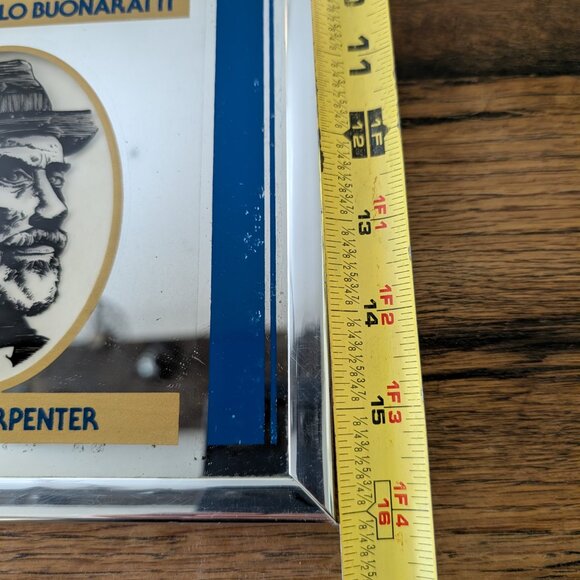 LO BUONARATTI
RPENTER
11
1F
12
1F1
13
1F2
14
1F3
15
1F4
16